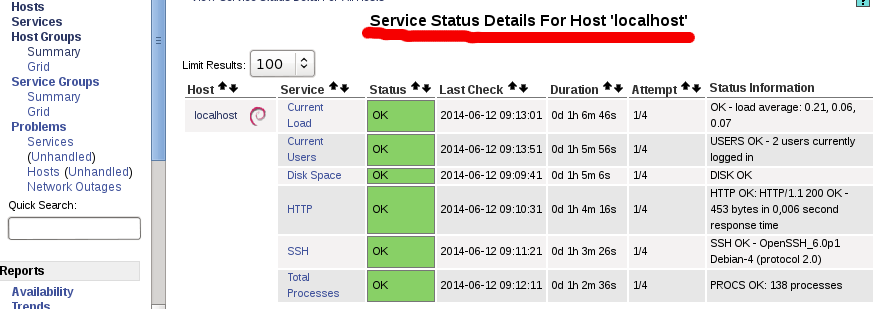 View Service Status Detail For All Hosts
Service Status Details For Host 'localhost'
Hosts
Services
Host Groups
Summary
Grid
Service Groups
Summary
Grid
Problems
Services
(Unhandled)
Hosts (Unhandled)
Network Outages
Quick Search:
Reports
Availability
Trends
Limit Results: 100
Host Service Status Last Check Duration Attempt Status Information
localhost Current Load OK 2014-06-12 09:13:01 0d 1h 6m 46s 1/4 OK - load average: 0.21, 0.06,
0.07
Current Users OK 2014-06-12 09:13:51 0d 1h 5m 56s 1/4 USERS OK - 2 users currently
logged in
Disk Space OK 2014-06-12 09:09:41 0d 1h 5m 6s 1/4 DISK OK
HTTP OK 2014-06-12 09:10:31 0d 1h 4m 16s 1/4 HTTP OK: HTTP/1.1 200 OK -
453 bytes in 0,006 second
response time
SSH OK 2014-06-12 09:11:21 0d 1h 3m 26s 1/4 SSH OK - OpenSSH_6.0p1
Debian-4 (protocol 2.0)
Total Processes OK 2014-06-12 09:12:11 0d 1h 2m 36s 1/4 PROCS OK: 138 processes